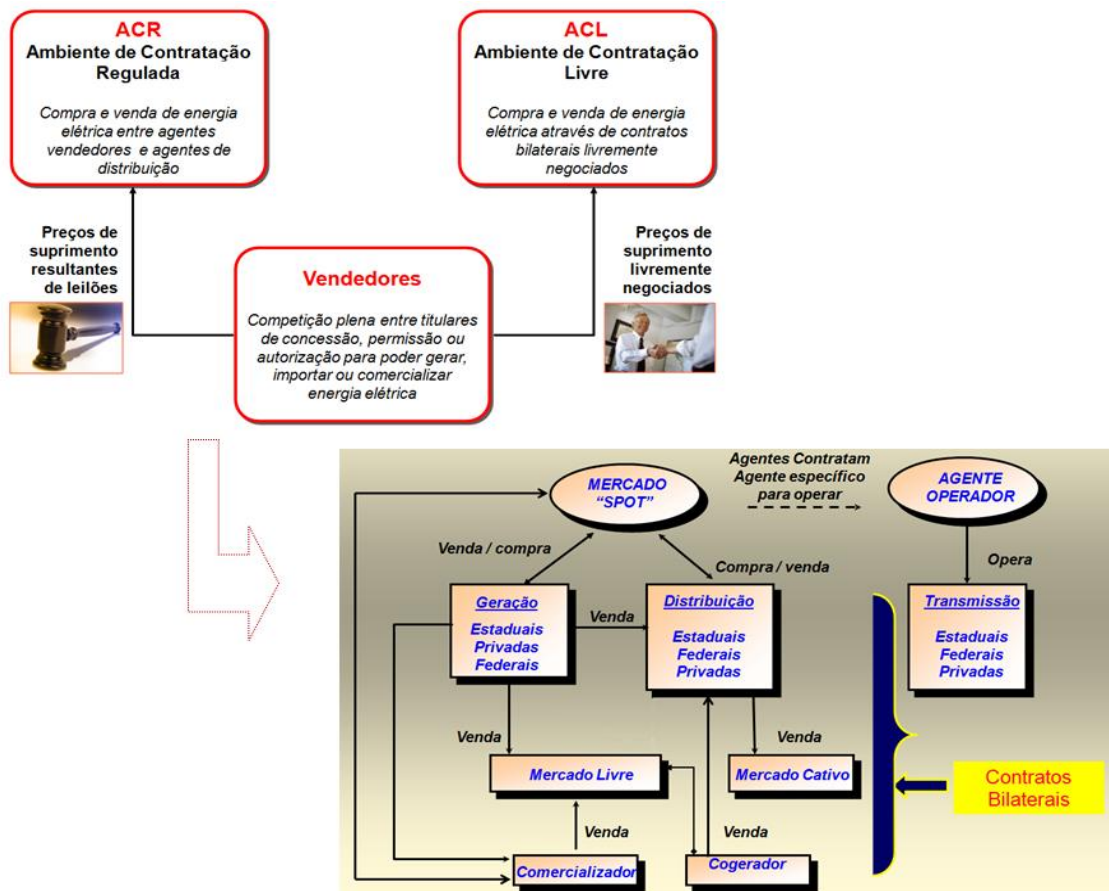 ACR
Ambiente de Contratação
Regulada
Compra e venda de energia
elétrica entre agentes
vendedores e agentes de
distribuição
ACL
Ambiente de Contratação
Livre
Compra e venda de energia
elétrica através de contratos
bilaterais livremente
negociados
Preços de
suprimento
resultantes
de leilões
Vendedores
Competição plena entre titulares
de concessão, permissão ou
autorização para poder gerar,
importar ou comercializar
energia elétrica
Preços de
suprimento
livremente
negociados
MERCADO
“SPOT”
Agentes Contratam
Agente específico
para operar
AGENTE
OPERADOR
Venda / compra
Compra / venda
Opera
Geração
Estaduais
Privadas
Federais
Venda
Distribuição
Estaduais
Federais
Privadas
Transmissão
Estaduais
Federais
Privadas
Venda
Venda
Mercado Livre
Mercado Cativo
Contratos
Bilaterais
Venda
Venda
Comercializador
Cogerador